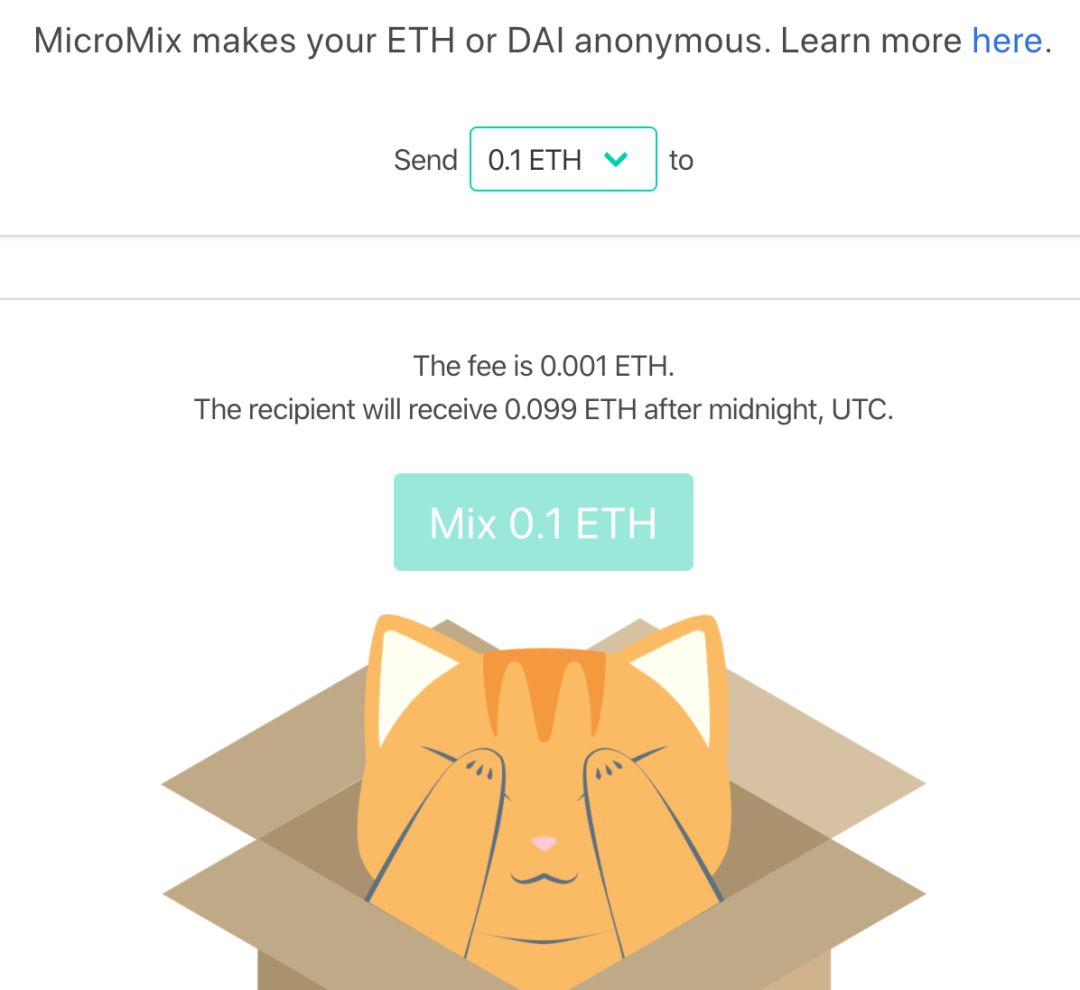 MicroMix makes your ETH or DAI anonymous. Learn more here.
Send 0.1 ETH to
The fee is 0.001 ETH.
The recipient will receive 0.099 ETH after midnight, UTC.
Mix 0.1 ETH